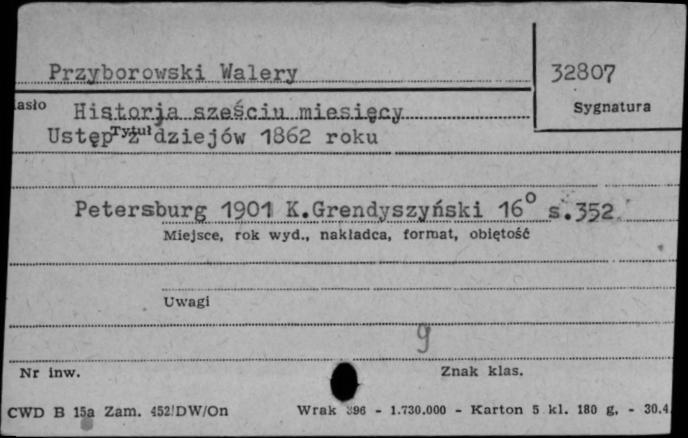 Przyborowski Walery
32807
asło
Historja sześciu miesięcy
Sygnatura
Ustęp z dziejów 1862 roku
Tytuł
Petersburg 1901 K.Grendyszyński 16° s.352
Miejsce, rok wyd., nakładca, format, objętość
Uwagi
9
Nr inw.
Znak klas.
CWD B 15a Zam. 452/DW/On
Wrak 396 - 1.730.000 - Karton 5 kl. 180 g. - 30.4